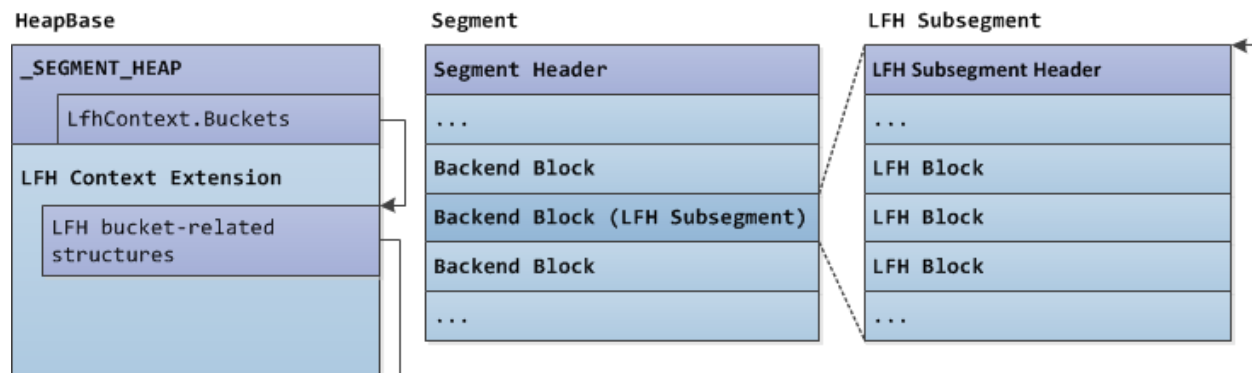 HeapBase
_SEGMENT_HEAP
LfhContext.Buckets
LFH Context Extension
LFH bucket-related
structures
Segment
Segment Header
...
Backend Block
Backend Block (LFH Subsegment)
Backend Block
...
LFH Subsegment
LFH Subsegment Header
...
LFH Block
LFH Block
LFH Block
...